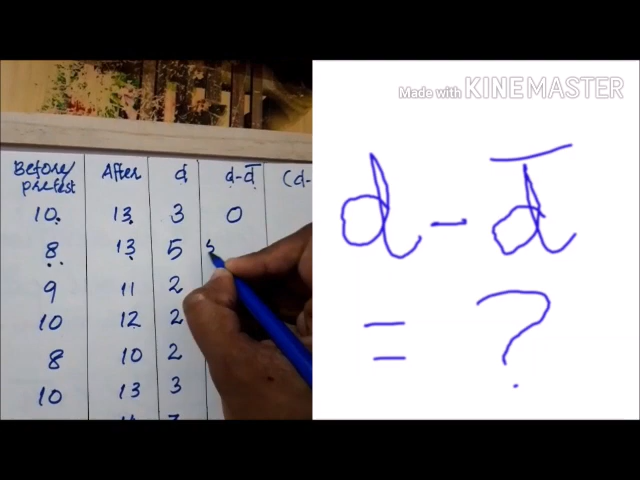 Made with KINEMASTER
Before/ pretest After d d-d̅ (d-
10 13 3 0
8 13 5
9 11 2
10 12 2
8 10 2
10 13 3
d - d̅
= ?